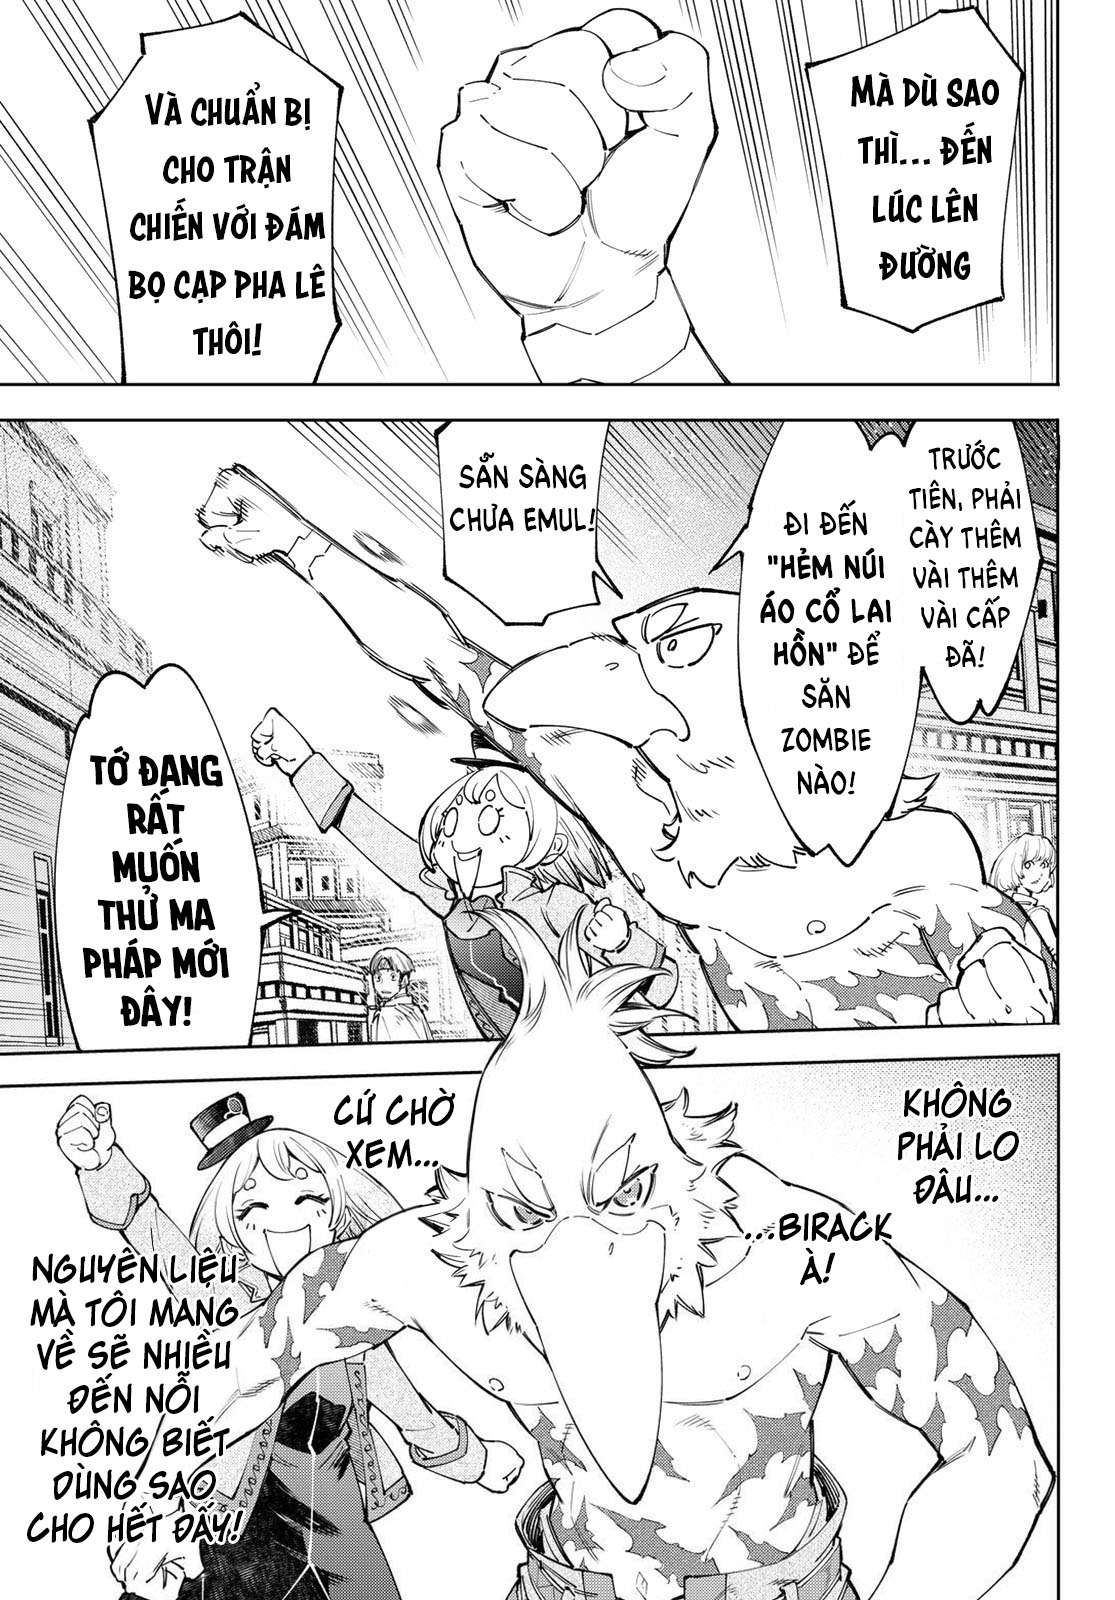 MÀ DÙ SAO
THÌ... ĐẾN
LÚC LÊN
ĐƯỜNG
VÀ CHUẨN BỊ
CHO TRẬN
CHIẾN VỚI ĐÁM
BỌ CẠP PHA LÊ
THÔI!
TRƯỚC
TIÊN, PHẢI
CÀY THÊM
VÀI THÊM
VÀI CẤP
ĐÃ!
ĐI ĐẾN
"HẺM NÚI
ÁO CỔ LAI
HỒN" ĐỂ
SĂN
ZOMBIE
NÀO!
SẴN SÀNG
CHƯA EMUL!
TỚ ĐANG
RẤT
MUỐN
THỬ MA
PHÁP MỚI
ĐÂY!
KHÔNG
PHẢI LO
ĐÂU...
...BIRACK
À!
CỨ CHỜ
XEM...
NGUYÊN LIỆU
MÀ TÔI MANG
VỀ SẼ NHIỀU
ĐẾN NỖI
KHÔNG BIẾT
DÙNG SAO
CHO HẾT ĐẤY!